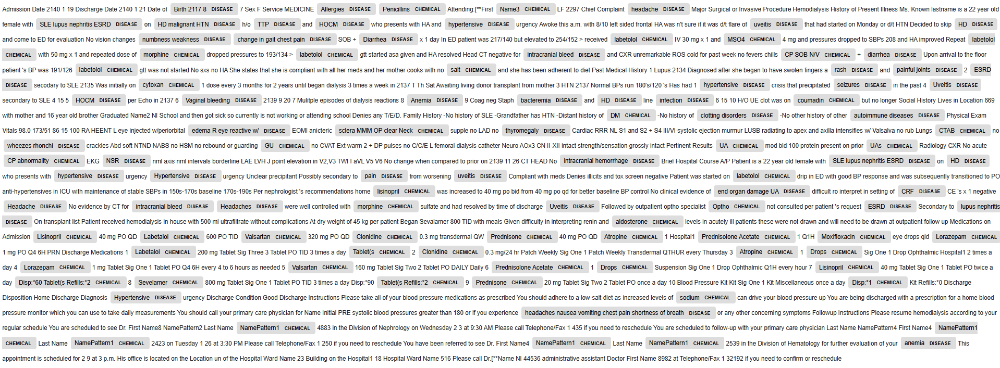 Admission Date 2140 1 19 Discharge Date 2140 1 21 Date of Birth 2117 8 DISEASE 7 Sex F Service MEDICINE Allergies DISEASE Penicillins CHEMICAL Attending:[**First Name3 CHEMICAL LF 2297 Chief Complaint headache DISEASE Major Surgical or Invasive Procedure Hemodialysis History of Present Illness Ms. Known lastname is a 22 year old
female with SLE lupus nephritis ESRD DISEASE on HD malignant HTN DISEASE h/o TTP DISEASE and HOCM DISEASE who presents with HA and hypertensive DISEASE urgency Awoke this a.m. with 8/10 left sided frontal HA was n't sure if it was d/t flare of uveitis DISEASE that had started on Monday or d/t HTN Decided to skip HD DISEASE
and come to ED for evaluation No vision changes numbness weakness DISEASE change in gait chest pain DISEASE SOB + Diarrhea DISEASE x 1 day In ED patient was 217/140 but elevated to 254/152 > received labetolol CHEMICAL IV 30 mg x 1 and MSO4 CHEMICAL 4 mg and pressures dropped to SBPs 208 and HA improved Repeat labetolol
CHEMICAL with 50 mg x 1 and repeated dose of morphine CHEMICAL dropped pressures to 193/134 > labetolol CHEMICAL gtt started asa given and HA resolved Head CT negative for intracranial bleed DISEASE and CXR unremarkable ROS cold for past week no fevers chills CP SOB N/V CHEMICAL + diarrhea DISEASE Upon arrival to the floor
patient 's BP was 191/126 labetolol CHEMICAL gtt was not started No sxs no HA She states that she is compliant with all her meds and her mother cooks with no salt CHEMICAL and she has been adherent to diet Past Medical History 1 Lupus 2134 Diagnosed after she began to have swolen fingers a rash DISEASE and painful joints DISEASE 2 ESRD
DISEASE secodary to SLE 2135 Was initially on cytoxan CHEMICAL 1 dose every 3 months for 2 years until began dialysis 3 times a week in 2137 T Th Sat Awaiting living donor transplant from mother 3 HTN 2137 Normal BPs run 180's/120 's Has had 1 hypertensive DISEASE crisis that precipitated seizures DISEASE in the past 4 Uveitis DISEASE
secondary to SLE 4 15 5 HOCM DISEASE per Echo in 2137 6 Vaginal bleeding DISEASE 2139 9 20 7 Mulitple episodes of dialysis reactions 8 Anemia DISEASE 9 Coag neg Staph bacteremia DISEASE and HD DISEASE line infection DISEASE 6 15 10 H/O UE clot was on coumadin CHEMICAL but no longer Social History Lives in Location 669
with mother and 16 year old brother Graduated Name2 NI School and then got sick so currently is not working or attending school Denies any T/E/D. Family History -No history of SLE -Grandfather has HTN -Distant history of DM CHEMICAL -No history of clotting disorders DISEASE -No other history of other autoimmune diseases DISEASE Physical Exam
Vitals 98.0 173/51 86 15 100 RA HEENT L eye injected w/periorbital edema R eye reactive w/ DISEASE EOMI anicteric sclera MMM OP clear Neck CHEMICAL supple no LAD no thyromegaly DISEASE Cardiac RRR NL S1 and S2 + S4 III/VI systolic ejection murmur LUSB radiating to apex and axilla intensifies w/ Valsalva no rub Lungs CTAB CHEMICAL no
wheezes rhonchi DISEASE crackles Abd soft NTND NABS no HSM no rebound or guarding GU CHEMICAL no CVAT Ext warm 2 + DP pulses no C/C/E L femoral dialysis catheter Neuro AOx3 CN II-XII intact strength/sensation grossly intact Pertinent Results UA CHEMICAL mod bld 100 protein present on prior UAs CHEMICAL Radiology CXR No acute
CP abnormality CHEMICAL EKG NSR DISEASE nml axis nml intervals borderline LAE LVH J point elevation in V2,V3 TWI I aVL V5 V6 No change when compared to prior on 2139 11 26 CT HEAD No intracranial hemorrhage DISEASE Brief Hospital Course A/P Patient is a 22 year old female with SLE lupus nephritis ESRD DISEASE on HD DISEASE
who presents with hypertensive DISEASE urgency Hypertensive DISEASE urgency Unclear precipitant Possibly secondary to pain DISEASE from worsening uveitis DISEASE Compliant with meds Denies illicits and tox screen negative Patient was started on labetolol CHEMICAL drip in ED with good BP response and was subsequently transitioned to PO
anti-hypertensives in ICU with maintenance of stable SBPs in 150s-170s baseline 170s-190s Per nephrologist 's recommendations home lisinopril CHEMICAL was increased to 40 mg po bid from 40 mg po qd for better baseline BP control No clinical evidence of end organ damage UA DISEASE difficult ro interpret in setting of CRF DISEASE CE 's x 1 negative
Headache DISEASE No evidence by CT for intracranial bleed DISEASE Headaches DISEASE were well controlled with morphine CHEMICAL sulfate and had resolved by time of discharge Uveitis DISEASE Followed by outpatient optho specialist Optho CHEMICAL not consulted per patient 's request ESRD DISEASE Secondary to lupus nephritis
DISEASE On transplant list Patient received hemodialysis in house with 500 ml ultrafiltrate without complications At dry weight of 45 kg per patient Began Sevalamer 800 TID with meals Given difficulty in interpreting renin and aldosterone CHEMICAL levels in acutely ill patients these were not drawn and will need to be drawn at outpatient follow up Medications on
Admission Lisinopril CHEMICAL 40 mg PO QD Labetalol CHEMICAL 600 PO TID Valsartan CHEMICAL 320 mg PO QD Clonidine CHEMICAL 0.3 mg transdermal QW Prednisone CHEMICAL 40 mg PO QD Atropine CHEMICAL 1 Hospital1 Prednisolone Acetate CHEMICAL 1 Q1H Moxifloxacin CHEMICAL eye drops qid Lorazepam CHEMICAL
1 mg PO Q4 6H PRN Discharge Medications 1 Labetalol CHEMICAL 200 mg Tablet Sig Three 3 Tablet PO TID 3 times a day Tablet(s CHEMICAL 2 Clonidine CHEMICAL 0.3 mg/24 hr Patch Weekly Sig One 1 Patch Weekly Transdermal QTHUR every Thursday 3 Atropine CHEMICAL 1 Drops CHEMICAL Sig One 1 Drop Ophthalmic Hospital1 2 times a
day 4 Lorazepam CHEMICAL 1 mg Tablet Sig One 1 Tablet PO Q4 6H every 4 to 6 hours as needed 5 Valsartan CHEMICAL 160 mg Tablet Sig Two 2 Tablet PO DAILY Daily 6 Prednisolone Acetate CHEMICAL 1 Drops CHEMICAL Suspension Sig One 1 Drop Ophthalmic Q1H every hour 7 Lisinopril CHEMICAL 40 mg Tablet Sig One 1 Tablet PO twice a
day Disp:*60 Tablet(s Refills:*2 CHEMICAL 8 Sevelamer CHEMICAL 800 mg Tablet Sig One 1 Tablet PO TID 3 times a day Disp:*90 Tablet(s Refills:*2 CHEMICAL 9 Prednisone CHEMICAL 20 mg Tablet Sig Two 2 Tablet PO once a day 10 Blood Pressure Kit Kit Sig One 1 Kit Miscellaneous once a day Disp:*1 CHEMICAL Kit Refills:*0 Discharge
Disposition Home Discharge Diagnosis Hypertensive DISEASE urgency Discharge Condition Good Discharge Instructions Please take all of your blood pressure medications as prescribed You should adhere to a low-salt diet as increased levels of sodium CHEMICAL can drive your blood pressure up You are being discharged with a prescription for a home blood
pressure monitor which you can use to take daily measurements You should call your primary care physician for Name Initial PRE systolic blood pressures greater than 180 or if you experience headaches nausea vomiting chest pain shortness of breath DISEASE or any other concerning symptoms Followup Instructions Please resume hemodialysis according to your
regular schedule You are scheduled to see Dr. First Name8 NamePattern2 Last Name NamePattern1 CHEMICAL 4883 in the Division of Nephrology on Wednesday 2 3 at 9:30 AM Please call Telephone/Fax 1 435 if you need to reschedule You are scheduled to follow-up with your primary care physician Last Name NamePattern4 First Name4 NamePattern1
CHEMICAL Last Name NamePattern1 CHEMICAL 2423 on Tuesday 1 26 at 3:30 PM Please call Telephone/Fax 1 250 if you need to reschedule You have been referred to see Dr. First Name4 NamePattern1 CHEMICAL Last Name NamePattern1 CHEMICAL 2539 in the Division of Hematology for further evaluation of your anemia DISEASE This
appointment is scheduled for 2 9 at 3 p.m. His office is located on the Location un of the Hospital Ward Name 23 Building on the Hospital1 18 Hospital Ward Name 516 Please call Dr.[**Name NI 44536 administrative assistant Doctor First Name 8982 at Telephone/Fax 1 32192 if you need to confirm or reschedule